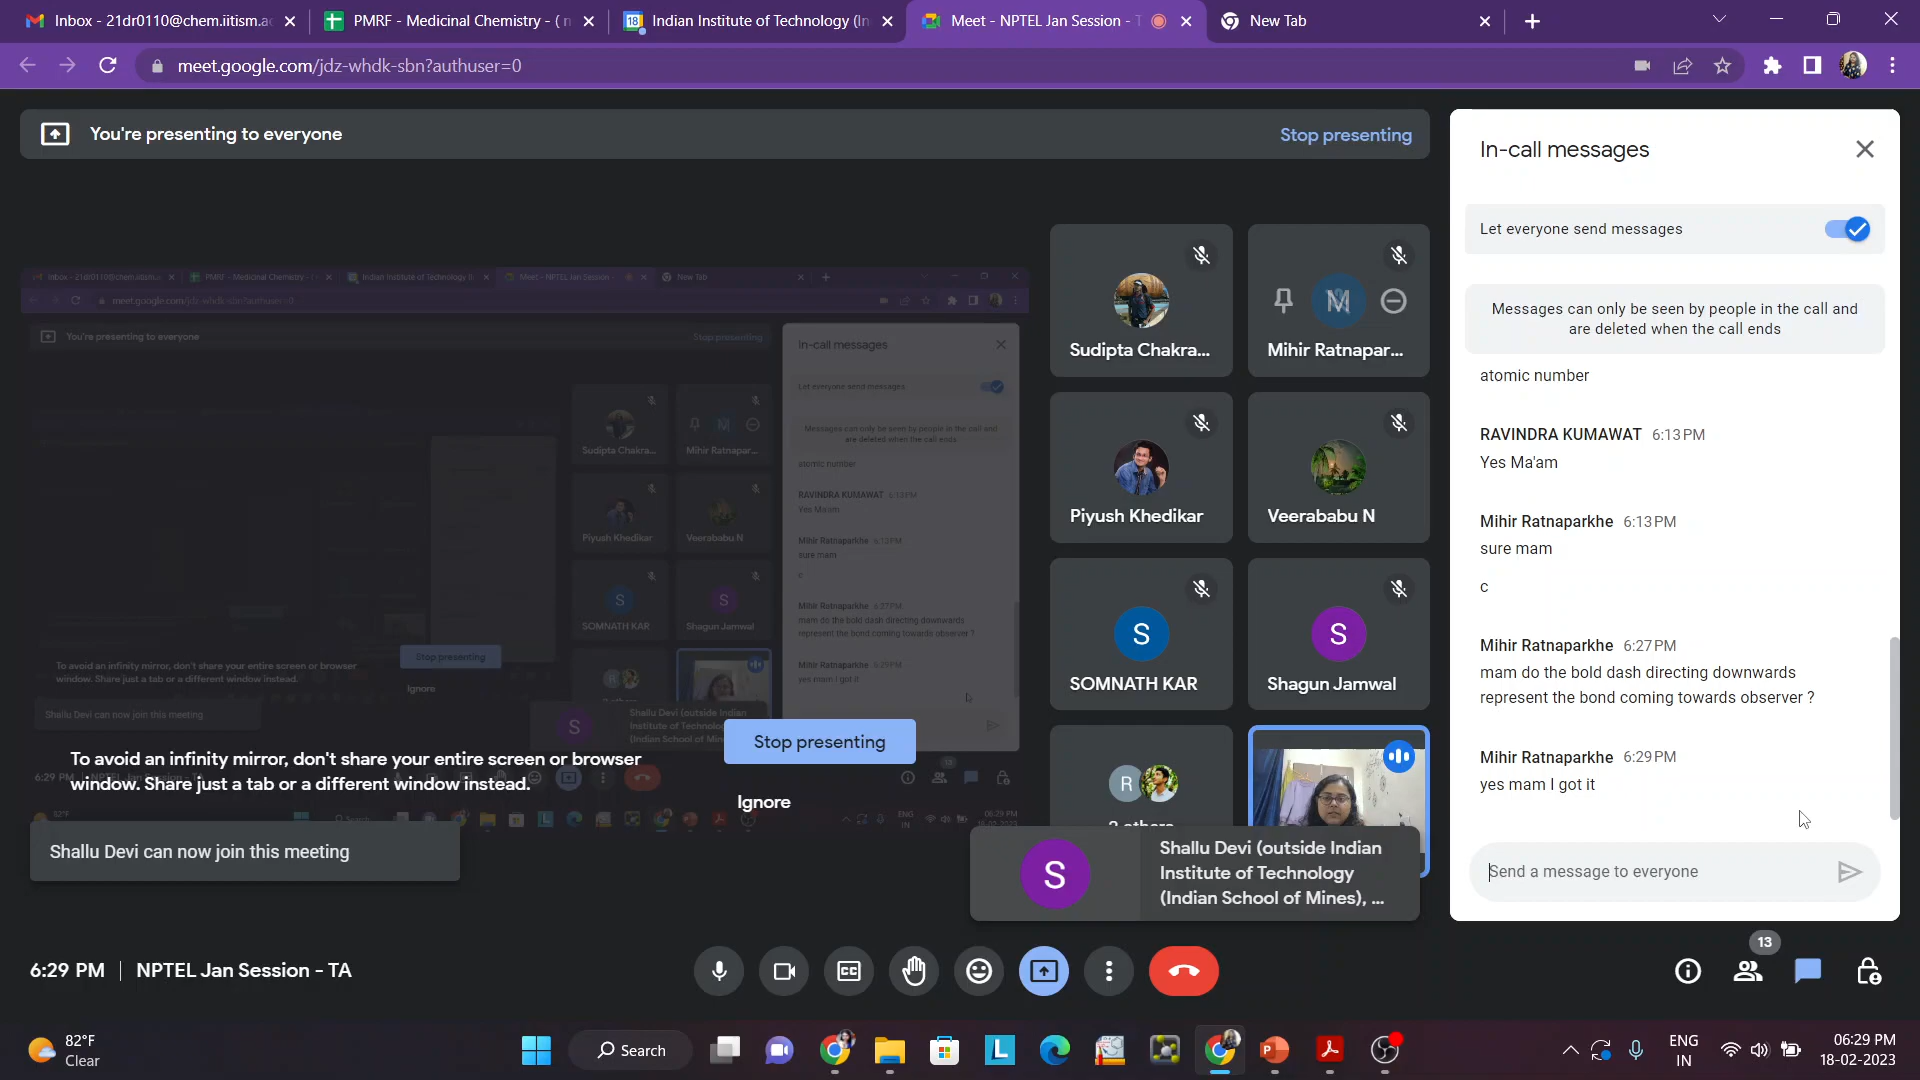 Inbox - 21dr0110@chem.iitism.ac
PMRF - Medicinal Chemistry - ( n
18
Indian Institute of Technology (In
Meet - NPTEL Jan Session - T
New Tab
meet.google.com/jdz-whdk-sbn?authuser=0
You're presenting to everyone
Stop presenting
In-call messages
Let everyone send messages
Messages can only be seen by people in the call and
are deleted when the call ends
atomic number
RAVINDRA KUMAWAT 6:13 PM
Yes Ma'am
Mihir Ratnaparkhe 6:13 PM
sure mam
c
Mihir Ratnaparkhe 6:27 PM
mam do the bold dash directing downwards
represent the bond coming towards observer ?
Mihir Ratnaparkhe 6:29 PM
yes mam I got it
Send a message to everyone
Sudipta Chakra...
M
Mihir Ratnapar...
Piyush Khedikar
Veerababu N
S
SOMNATH KAR
S
Shagun Jamwal
R
S
Shallu Devi (outside Indian
Institute of Technology
(Indian School of Mines), ...
To avoid an infinity mirror, don't share your entire screen or browser
window. Share just a tab or a different window instead.
Stop presenting
Ignore
Shallu Devi can now join this meeting
6:29 PM | NPTEL Jan Session - TA
CC
13
82°F
Clear
Search
L
P
ENG
IN
06:29 PM
18-02-2023